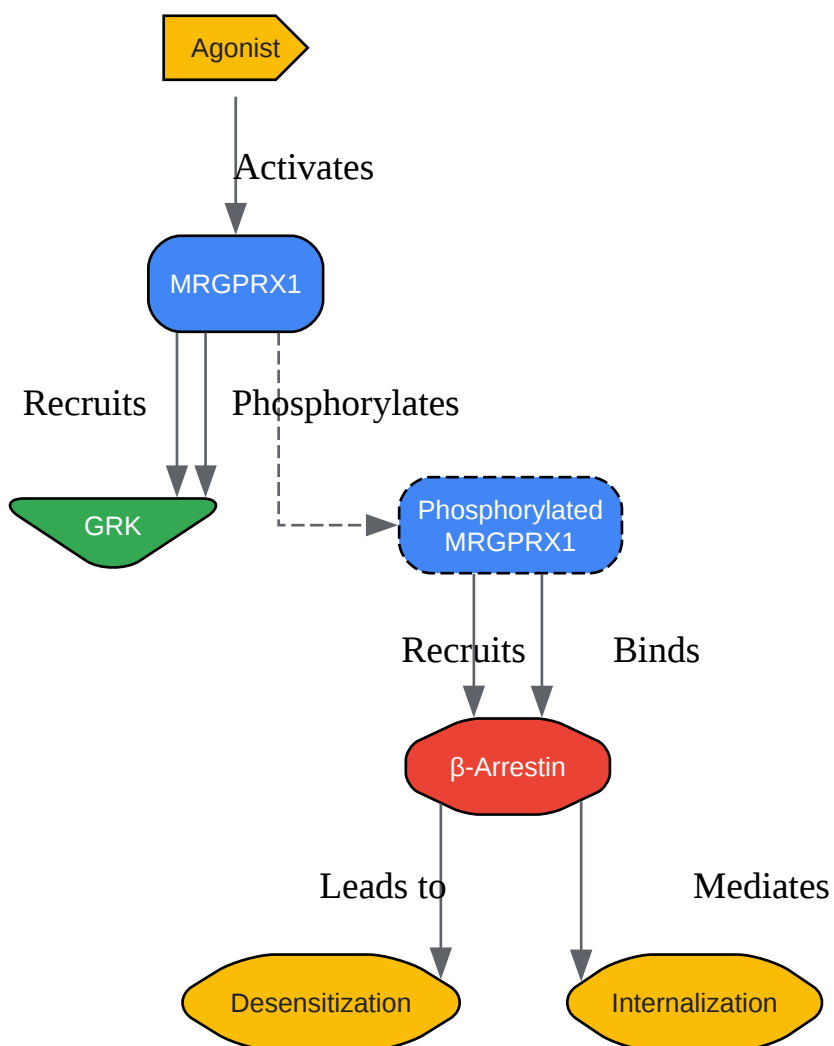 Agonist
Activates
MRGPRX1
Recruits
Phosphorylates
GRK
Phosphorylated
MRGPRX1
Recruits
Binds
β-Arrestin
Leads to
Mediates
Desensitization
Internalization